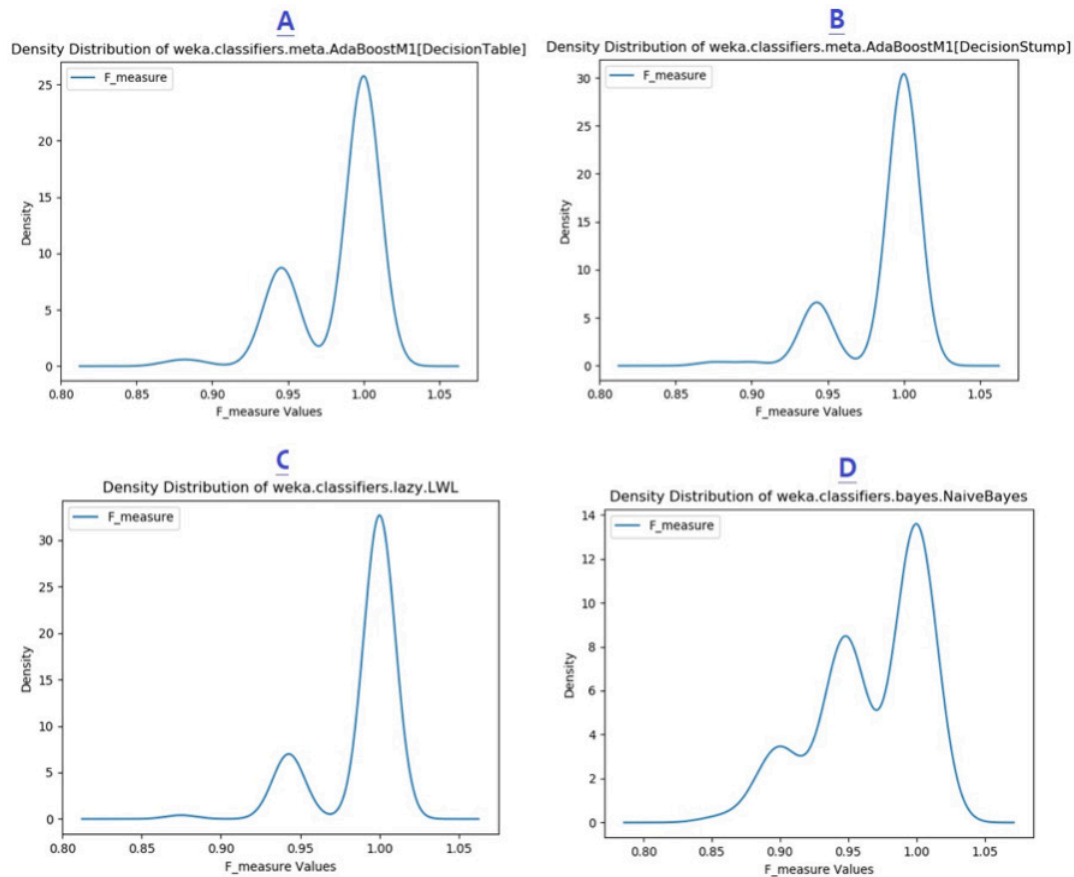 A
Density Distribution of weka.classifiers.meta.AdaBoostM1[DecisionTable]
F_measure
25
20
15
10
5
0
Density
0.80 0.85 0.90 0.95 1.00 1.05
F_measure Values
B
Density Distribution of weka.classifiers.meta.AdaBoostM1[DecisionStump]
F_measure
30
25
20
15
10
5
0
Density
0.80 0.85 0.90 0.95 1.00 1.05
F_measure Values
C
Density Distribution of weka.classifiers.lazy.LWL
F_measure
30
25
20
15
10
5
0
Density
0.80 0.85 0.90 0.95 1.00 1.05
F_measure Values
D
Density Distribution of weka.classifiers.bayes.NaiveBayes
F_measure
14
12
10
8
6
4
2
0
Density
0.80 0.85 0.90 0.95 1.00 1.05
F_measure Values